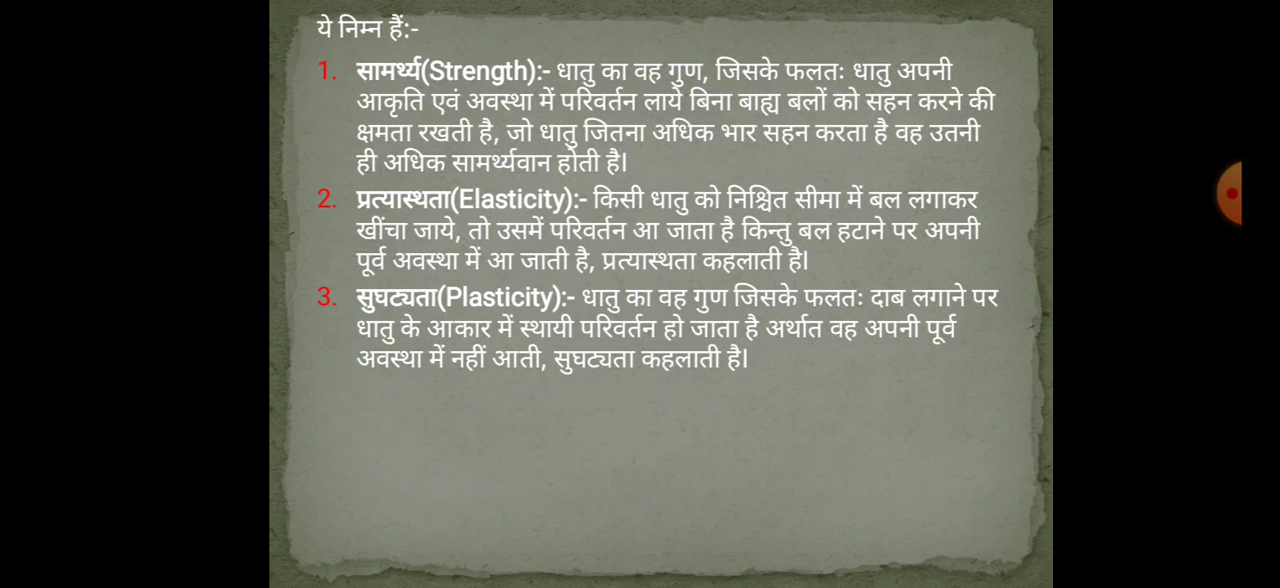 ये निम्न हैं:-
1. सामर्थ्य(Strength):- धातु का वह गुण, जिसके फलतः धातु अपनी
आकृति एवं अवस्था में परिवर्तन लाये बिना बाह्य बलों को सहन करने की
क्षमता रखती है, जो धातु जितना अधिक भार सहन करता है वह उतनी
ही अधिक सामर्थ्यवान होती है।
2. प्रत्यास्थता(Elasticity):- किसी धातु को निश्चित सीमा में बल लगाकर
खींचा जाये, तो उसमें परिवर्तन आ जाता है किन्तु बल हटाने पर अपनी
पूर्व अवस्था में आ जाती है, प्रत्यास्थता कहलाती है।
3. सुघट्यता(Plasticity):- धातु का वह गुण जिसके फलतः दाब लगाने पर
धातु के आकार में स्थायी परिवर्तन हो जाता है अर्थात वह अपनी पूर्व
अवस्था में नहीं आती, सुघट्यता कहलाती है।